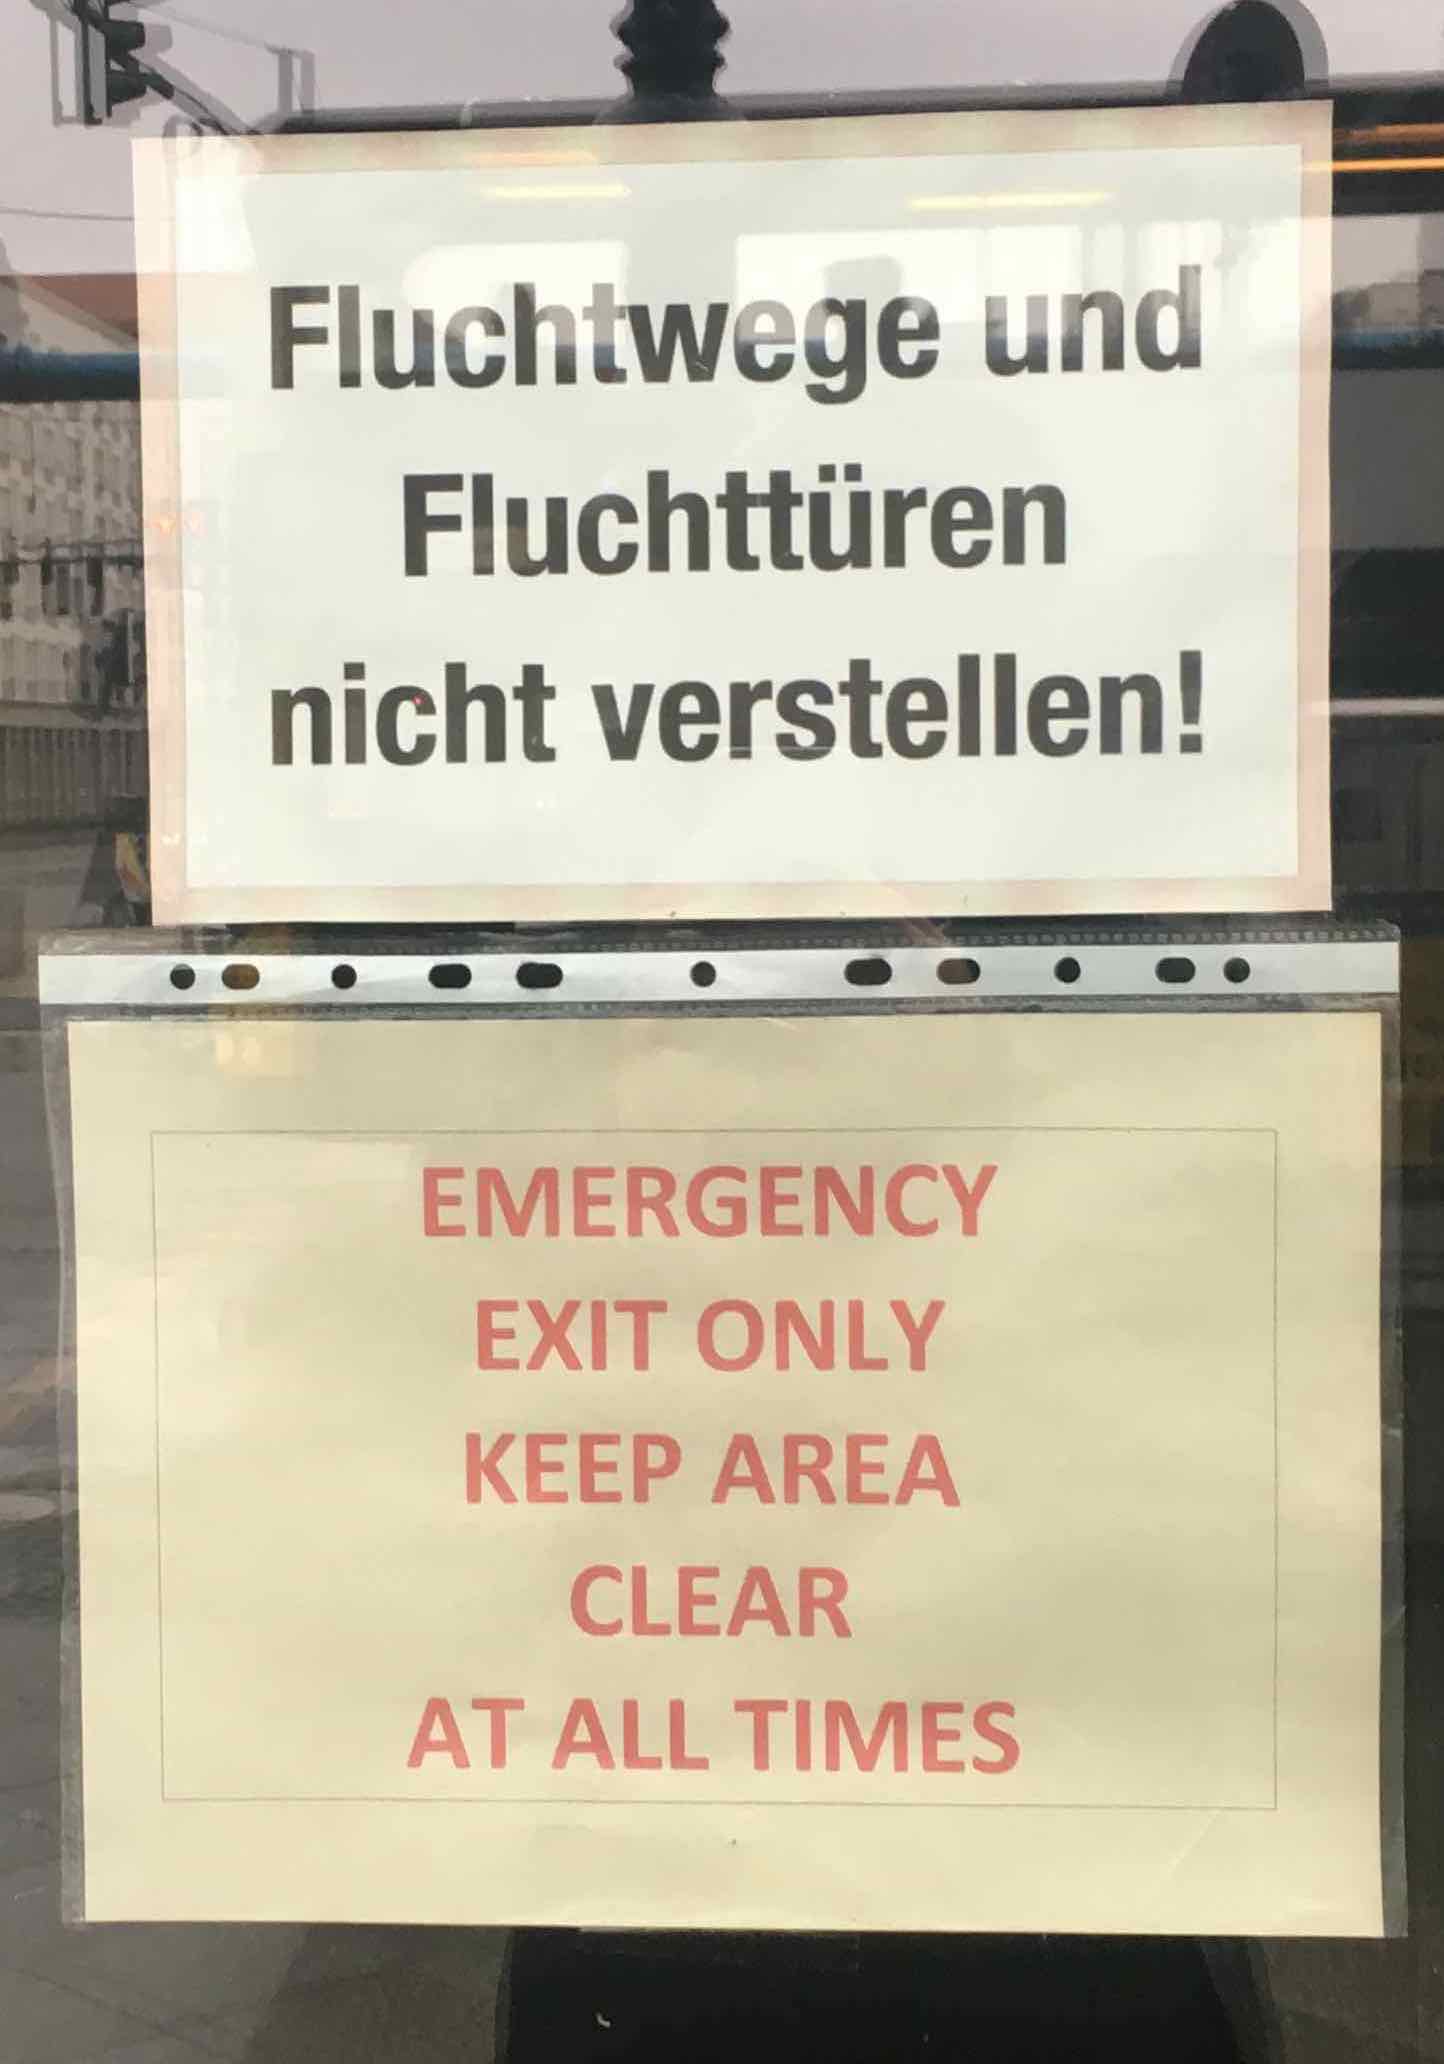 Fluchtwege und
Fluchttüren
nicht verstellen!
EMERGENCY
EXIT ONLY
KEEP AREA
CLEAR
AT ALL TIMES